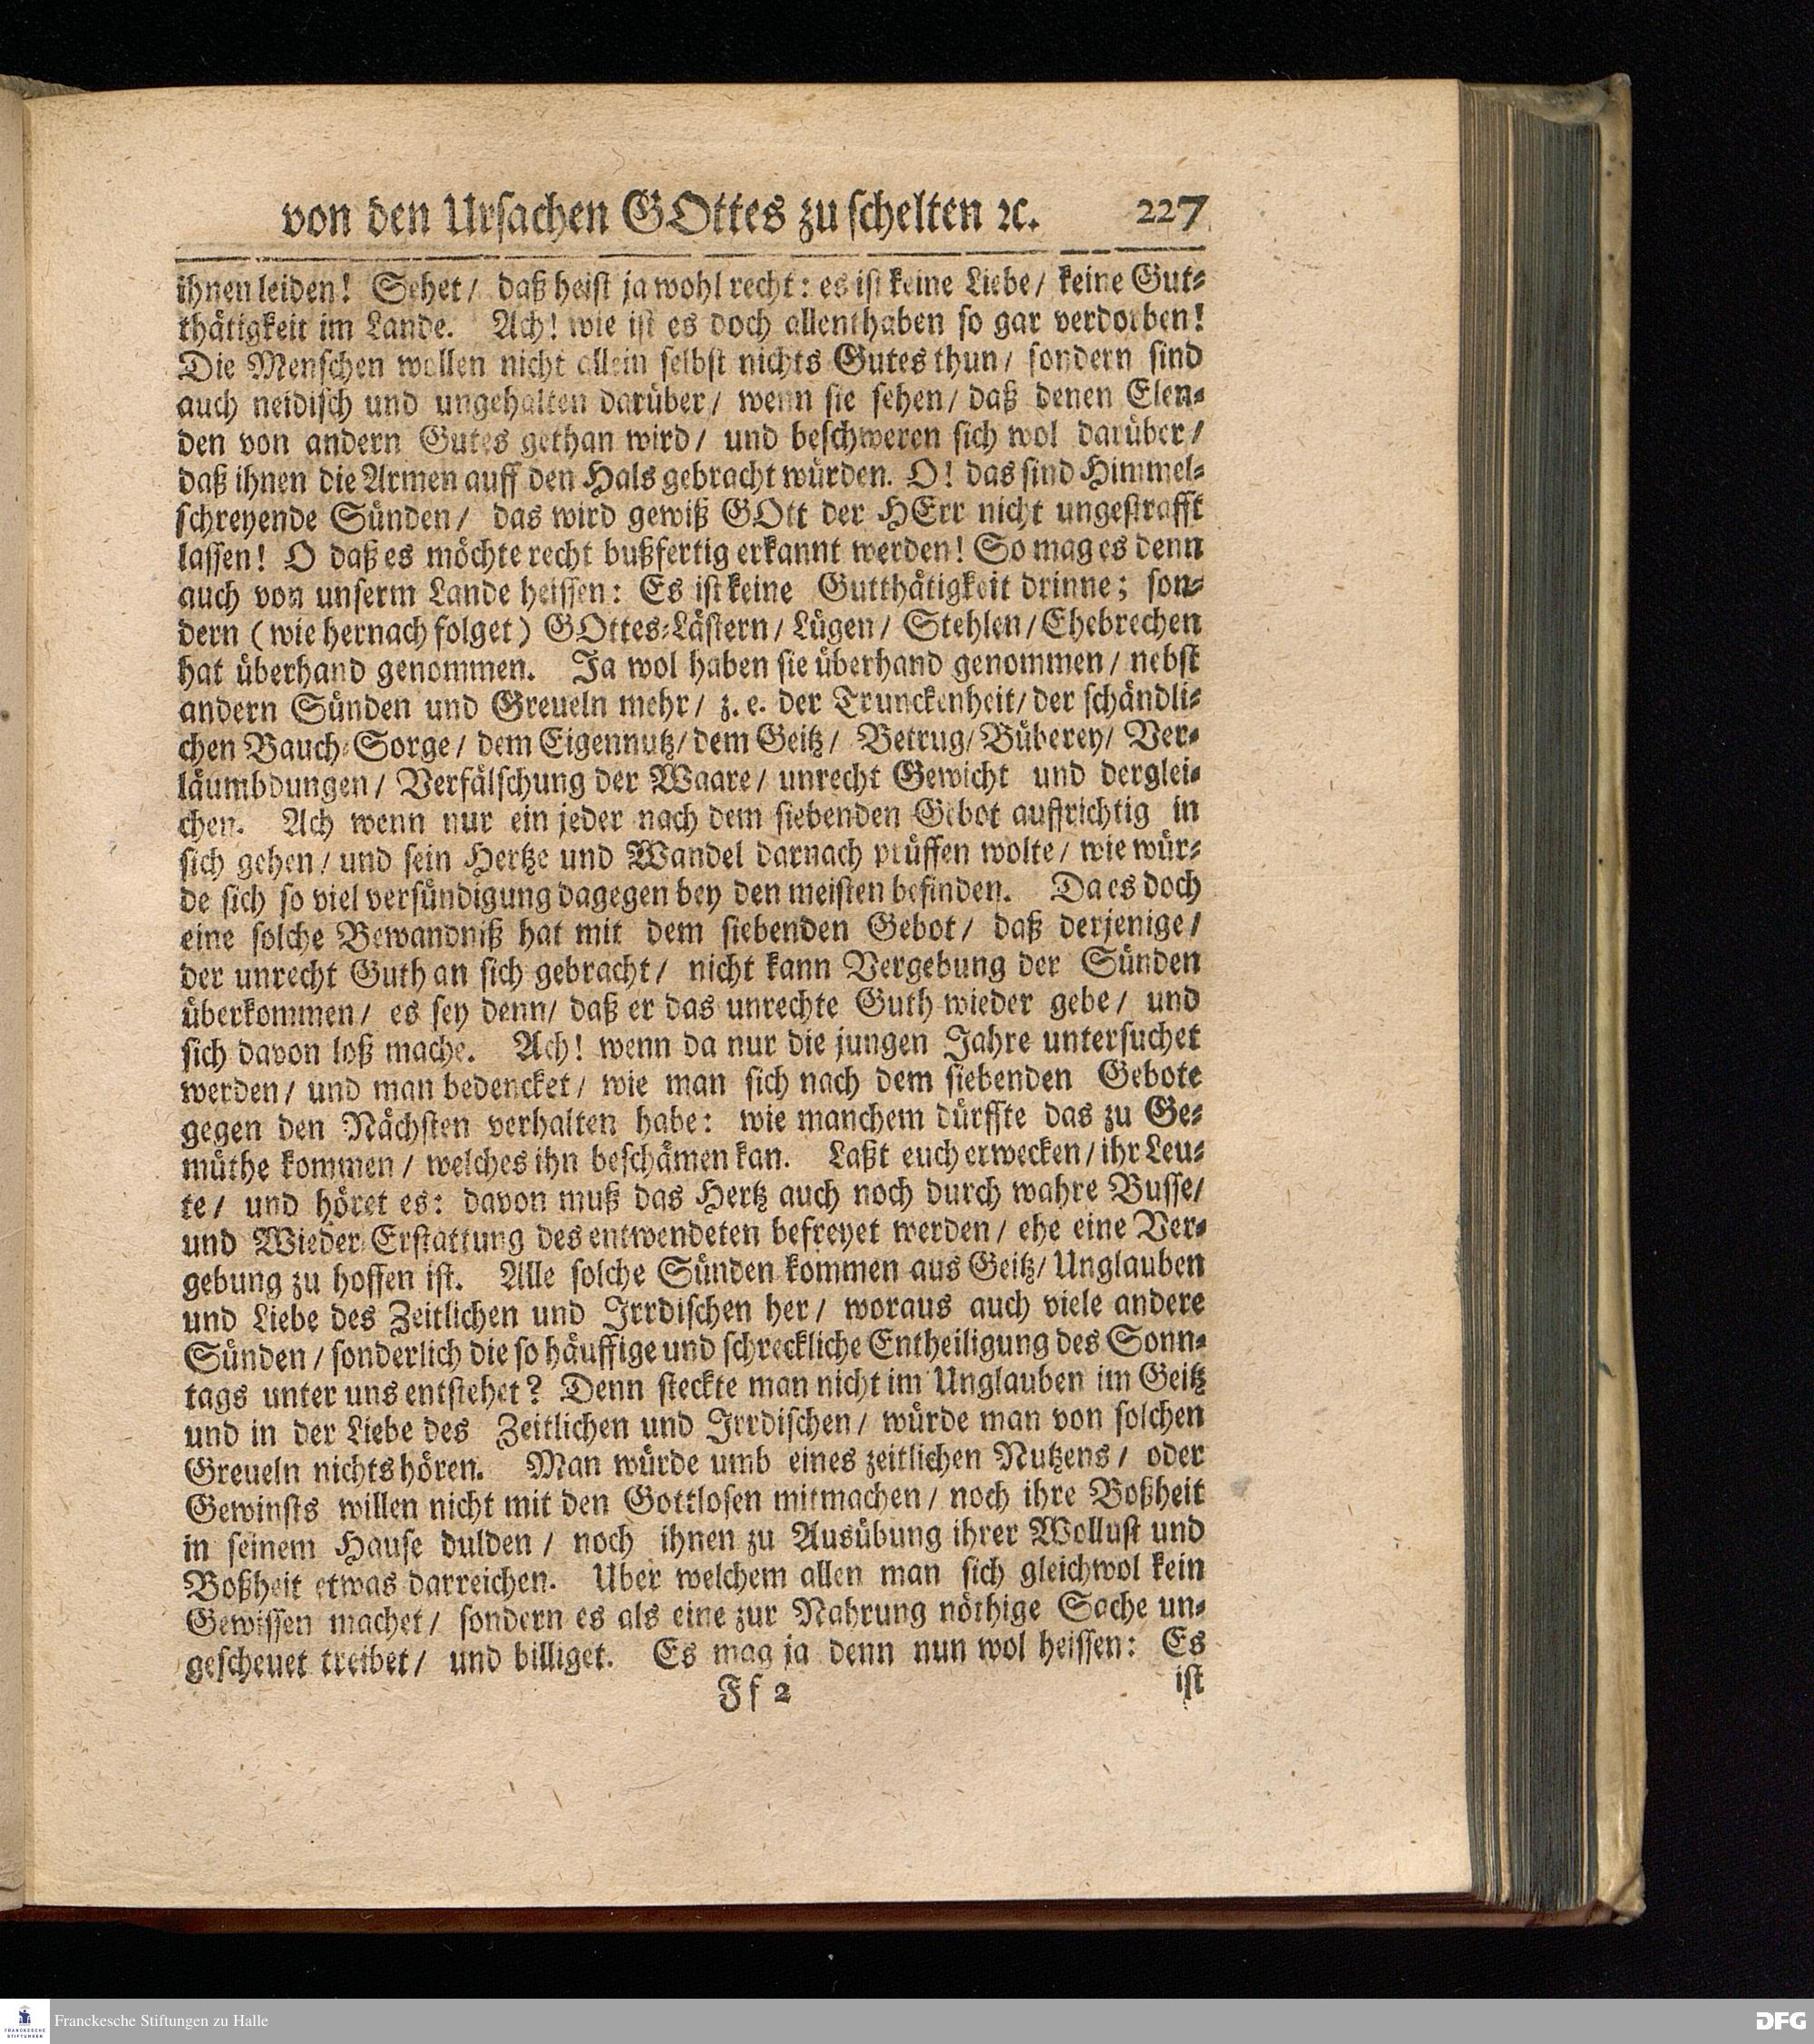 von den Urſachen GOttes zu ſchelten ꝛc. 227
ihnen leiden! Sehet/ daß heiſt ja wohl recht: es iſt keine Liebe/ keine Gut⸗
thätigkeit im Lande. Ach! wie iſt es doch allenthaben ſo gar verdorben!
Die Menſchen wollen nicht allein ſelbſt nichts Gutes thun/ ſondern ſind
auch neidiſch und ungehalten darüber/ wenn ſie ſehen/ daß denen Elen⸗
den von andern Gutes gethan wird/ und beſchweren ſich wol darüber/
daß ihnen die Armen auff den Hals gebracht würden. O! das ſind Himmel⸗
ſchreyende Sünden/ das wird gewiß GOtt der HErr nicht ungeſtrafft
laſſen! O daß es möchte recht bußfertig erkannt werden! So mag es denn
auch von unſerm Lande heiſſen: Es iſt keine Gutthätigkeit drinne; ſon⸗
dern (wie hernach folget) GOttes⸗Läſtern/ Lügen/ Stehlen/ Ehebrechen
hat überhand genommen. Ja wol haben ſie überhand genommen/ nebſt
andern Sünden und Greueln mehr/ z. e. der Trunckenheit/ der ſchändli⸗
chen Bauch⸗Sorge/ dem Eigennutz/ dem Geitz/ Betrug/ Büberey/ Ver⸗
läumbdungen/ Verfälſchung der Waare/ unrecht Gewicht und derglei⸗
chen. Ach wenn nur ein jeder nach dem ſiebenden Gebot auffrichtig in
ſich gehen/ und ſein Hertze und Wandel darnach prüffen wolte/ wie wür⸗
de ſich ſo viel verſündigung dagegen bey den meiſten befinden. Da es doch
eine ſolche Bewandniß hat mit dem ſiebenden Gebot/ daß derjenige/
der unrecht Guth an ſich gebracht/ nicht kann Vergebung der Sünden
überkommen/ es ſey denn/ daß er das unrechte Guth wieder gebe/ und
ſich davon loß mache. Ach! wenn da nur die jungen Jahre unterſuchet
werden/ und man bedencket/ wie man ſich nach dem ſiebenden Gebote
gegen den Nächſten verhalten habe: wie manchem dürffte das zu Ge⸗
müthe kommen/ welches ihn beſchämen kan. Laßt euch erwecken/ ihr Leu⸗
te/ und höret es: davon muß das Hertz auch noch durch wahre Buſſe/
und Wieder⸗Erſtattung des entwendeten befreyet werden/ ehe eine Ver⸗
gebung zu hoffen iſt. Alle ſolche Sünden kommen aus Geitz/ Unglauben
und Liebe des Zeitlichen und Irrdiſchen her/ woraus auch viele andere
Sünden/ ſonderlich die ſo häuffige und ſchreckliche Entheiligung des Sonn⸗
tags unter uns entſtehet? Denn ſteckte man nicht im Unglauben im Geitz
und in der Liebe des Zeitlichen und Irrdiſchen/ würde man von ſolchen
Greueln nichts hören. Man würde umb eines zeitlichen Nutzens/ oder
Gewinſts willen nicht mit den Gottloſen mitmachen/ noch ihre Boßheit
in ſeinem Hauſe dulden/ noch ihnen zu Ausübung ihrer Wolluſt und
Boßheit etwas darreichen. Uber welchem allen man ſich gleichwol kein
Gewiſſen machet/ ſondern es als eine zur Nahrung nöthige Sache un⸗
geſcheuet treibet/ und billiget. Es mag ja denn nun wol heiſſen: Es
Ff 2 iſt
FRANCKESCHE STIFTUNGEN
Franckesche Stiftungen zu Halle
DFG